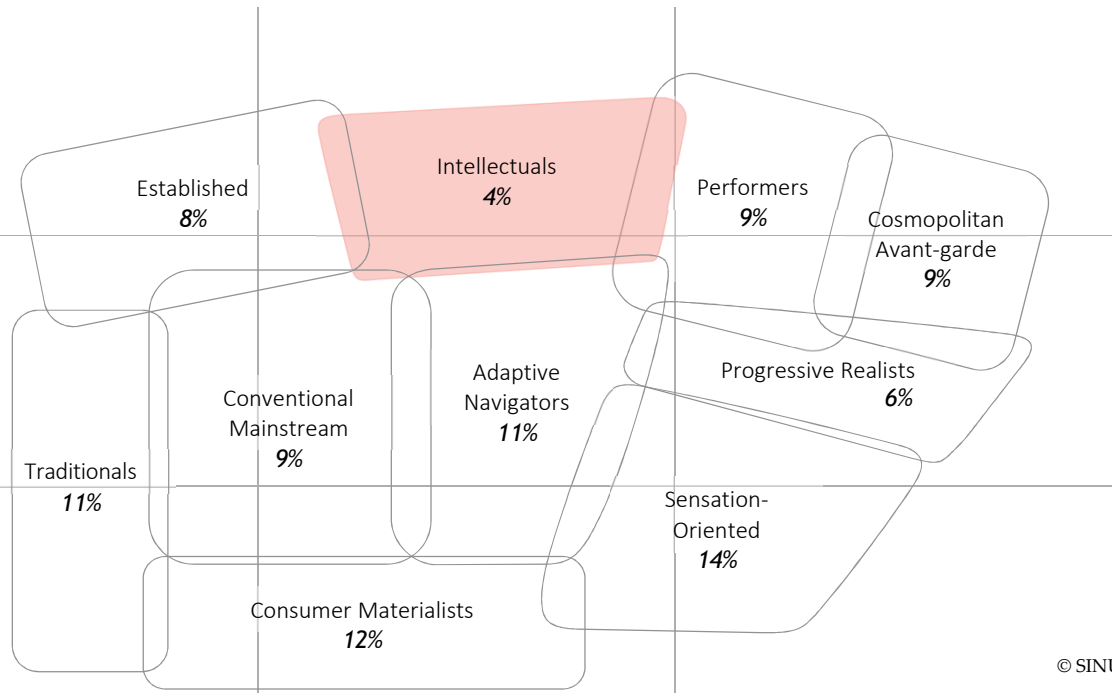 Intellectuals
4%
Established
8%
Performers
9%
Cosmopolitan
Avant-garde
9%
Progressive Realists
6%
Adaptive
Navigators
11%
Conventional
Mainstream
9%
Traditionals
11%
Sensation-
Oriented
14%
Consumer Materialists
12%
© SINU